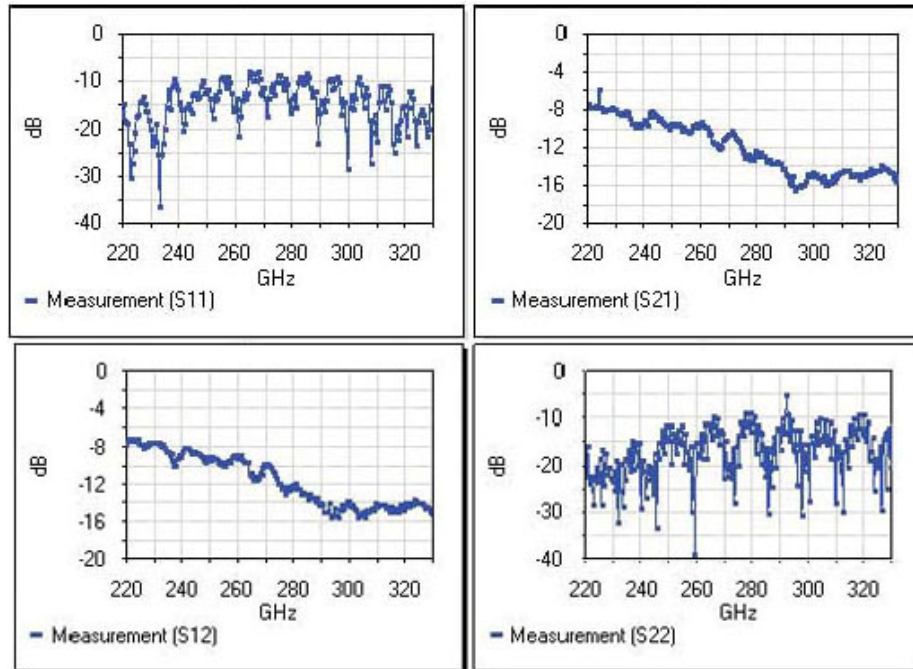 0
-10
-20
-30
-40
dB
220 240 260 280 300 320
GHz
Measurement (S11)
0
-4
-8
-12
-16
-20
dB
220 240 260 280 300 320
GHz
Measurement (S21)
0
-4
-8
-12
-16
-20
dB
220 240 260 280 300 320
GHz
Measurement (S12)
0
-10
-20
-30
-40
dB
220 240 260 280 300 320
GHz
Measurement (S22)